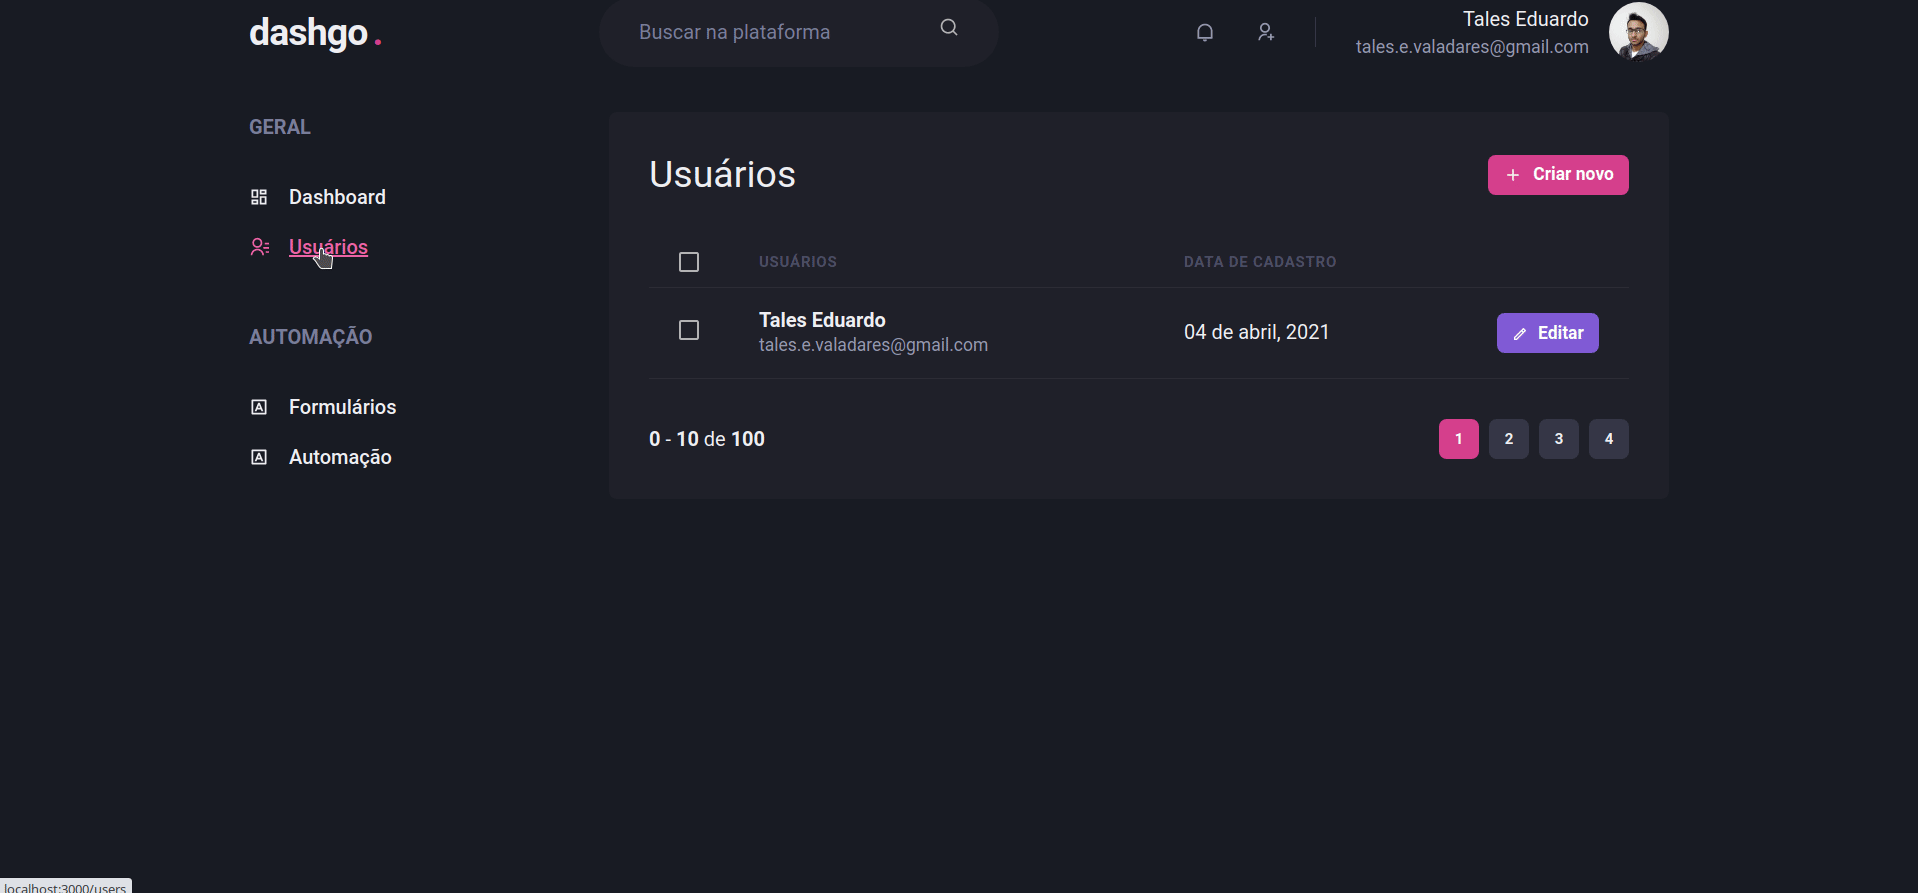 dashgo.
Buscar na plataforma
Tales Eduardo
tales.e.valadares@gmail.com
GERAL
Dashboard
Usuários
AUTOMAÇÃO
Formulários
Automação
Usuários
+ Criar novo
USUÁRIOS DATA DE CADASTRO
Tales Eduardo
tales.e.valadares@gmail.com
04 de abril, 2021
Editar
0 - 10 de 100
1 2 3 4
localhost:3000/users